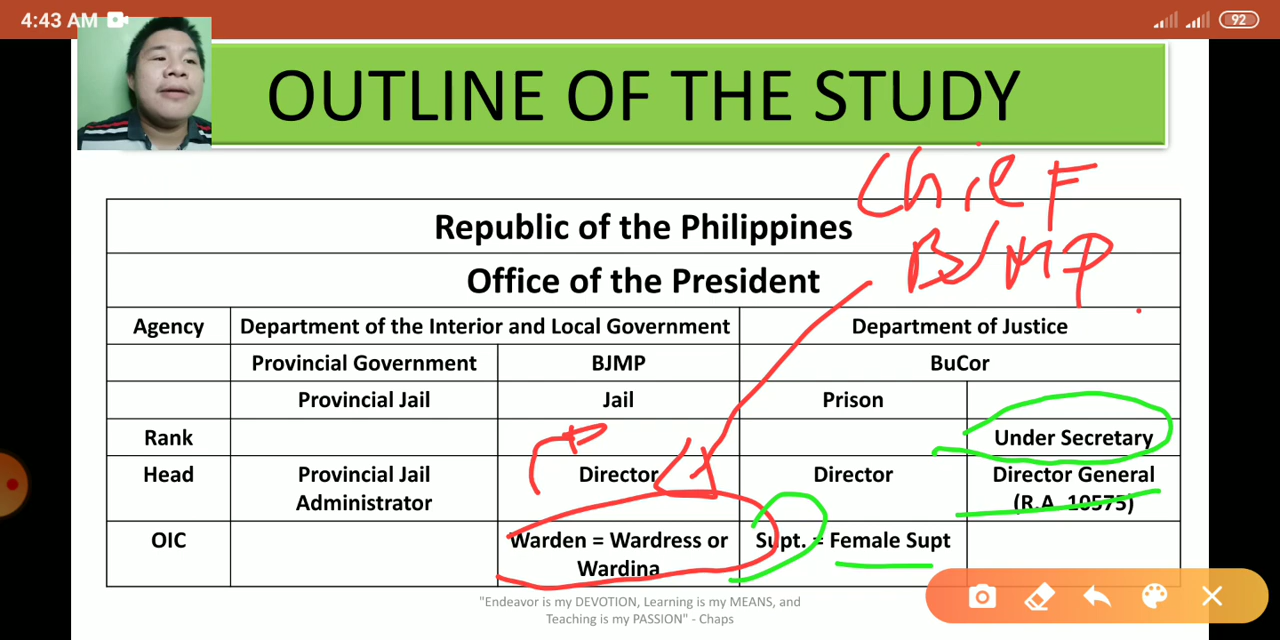 4:43 AM
92
OUTLINE OF THE STUDY
Chief
BJMP
Republic of the Philippines
Office of the President
Agency Department of the Interior and Local Government Department of Justice
Provincial Government BJMP BuCor
Provincial Jail Jail Prison
Rank Under Secretary
Head Provincial Jail Administrator Director Director Director General (R.A. 10575)
OIC Warden = Wardress or Wardina Supt. = Female Supt
"Endeavor is my DEVOTION, Learning is my MEANS, and
Teaching is my PASSION" - Chaps